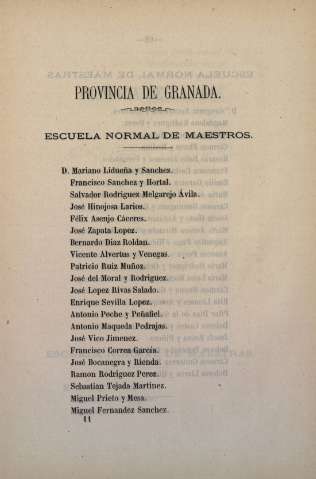 PROVINCIA DE GRANADA.
ESCUELA NORMAL DE MAESTROS.
D. Mariano Lidueña y Sanchez.
Francisco Sanchez y Hortal.
Salvador Rodriguez Melgarejo Ávila.
José Hinojosa Larios.
Félix Asenjo Cáceres.
José Zapata Lopez.
Bernardo Diaz Roldan.
Vicente Alvertus y Venegas.
Patricio Ruiz Muñoz.
José del Moral y Rodriguez.
José Lopez Rivas Salado.
Enrique Sevilla Lopez.
Antonio Peche y Peñafiel.
Antonio Maqueda Pedrajas.
José Vico Jimenez.
Francisco Correa García.
José Bocanegra y Rienda.
Ramon Rodriguez Perez.
Sebastian Tejada Martinez.
Miguel Prieto y Mesa.
Miguel Fernandez Sanchez.
11